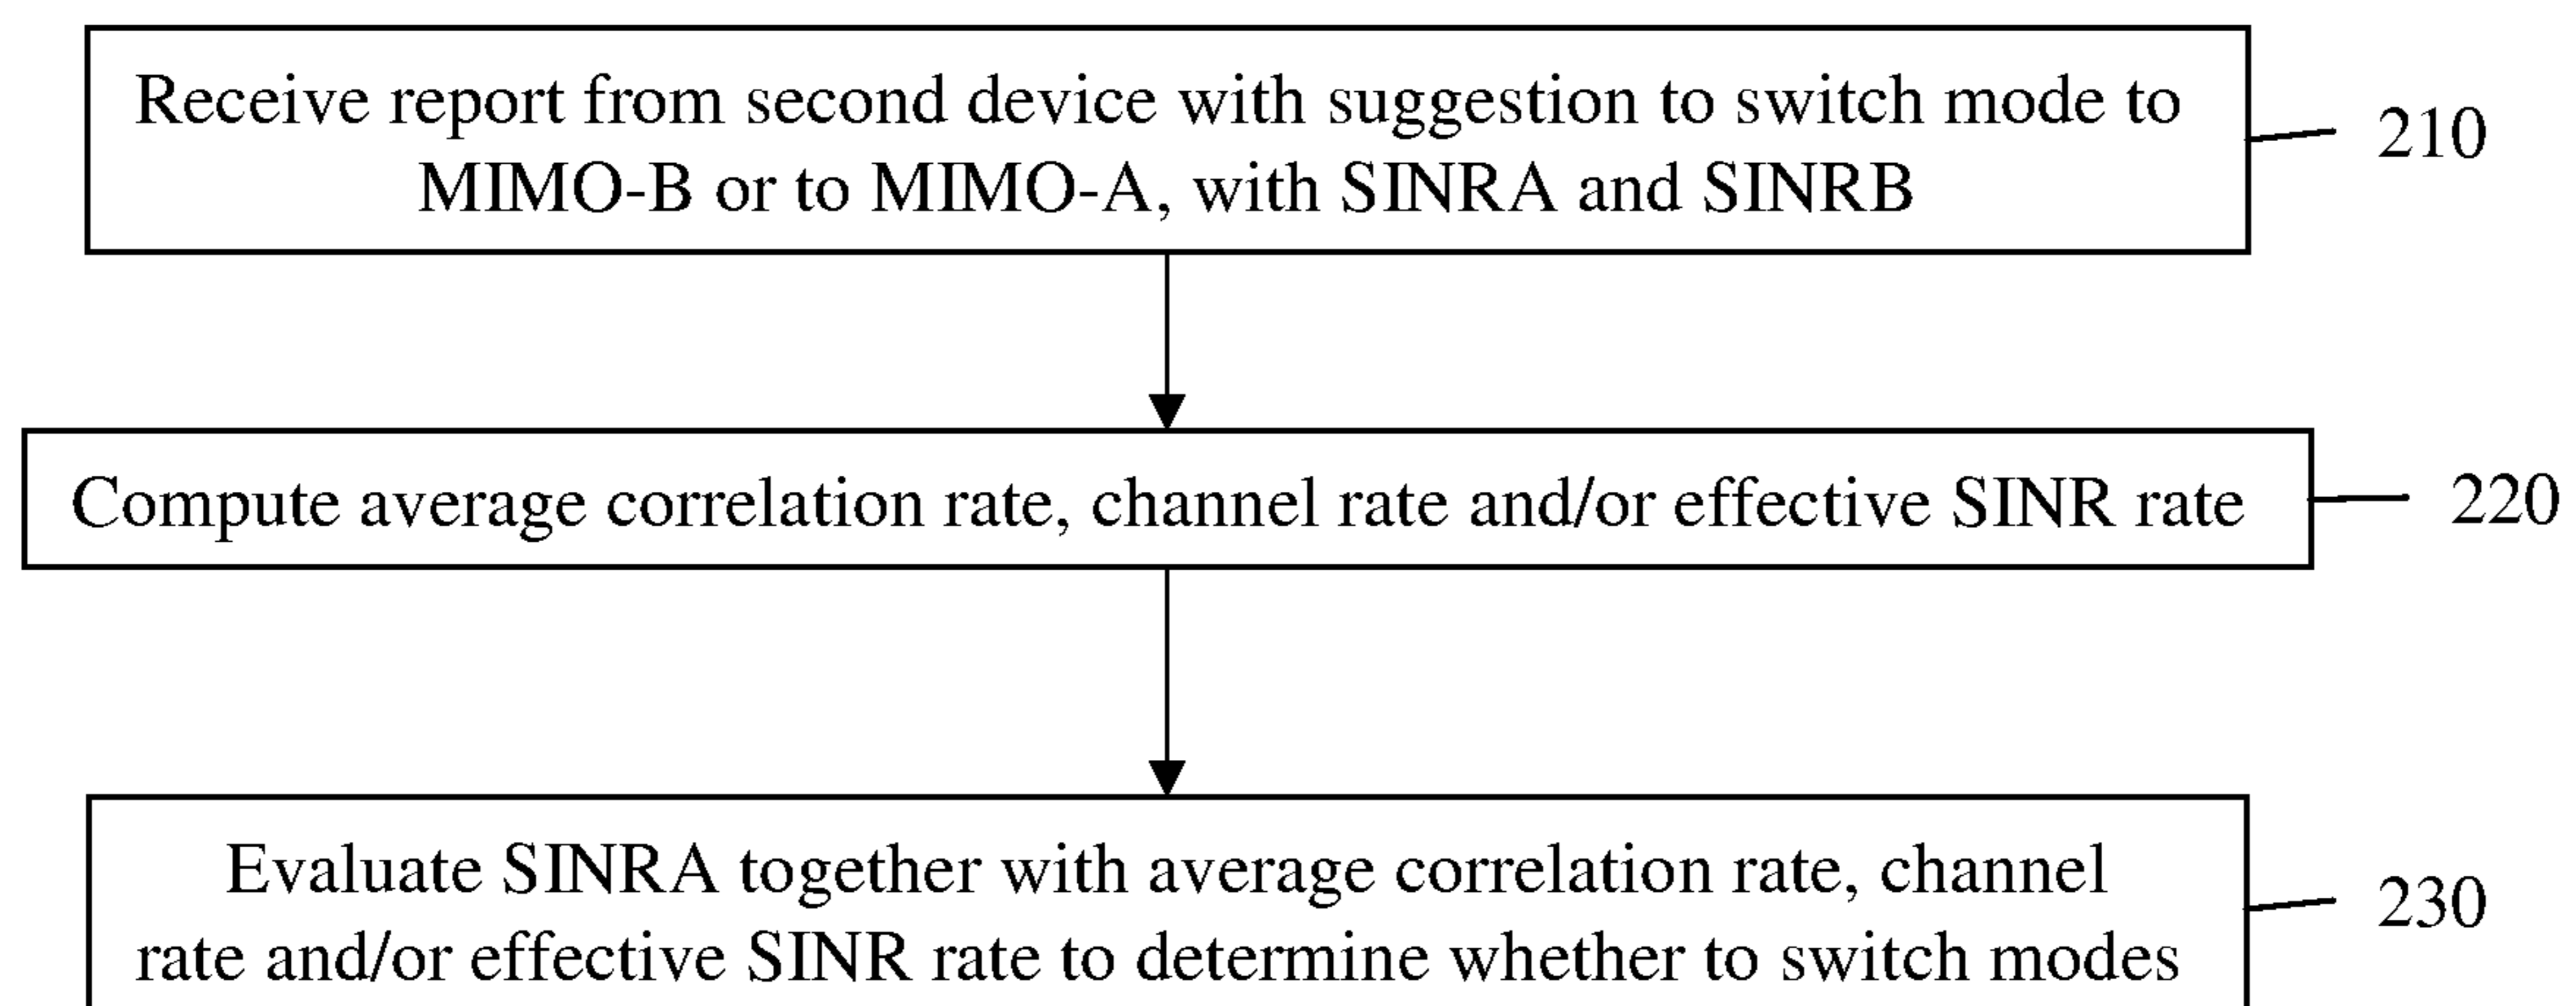 Receive report from second device with suggestion to switch mode to
MIMO-B or to MIMO-A, with SINRA and SINRB
210
Compute average correlation rate, channel rate and/or effective SINR rate
220
Evaluate SINRA together with average correlation rate, channel
rate and/or effective SINR rate to determine whether to switch modes
230